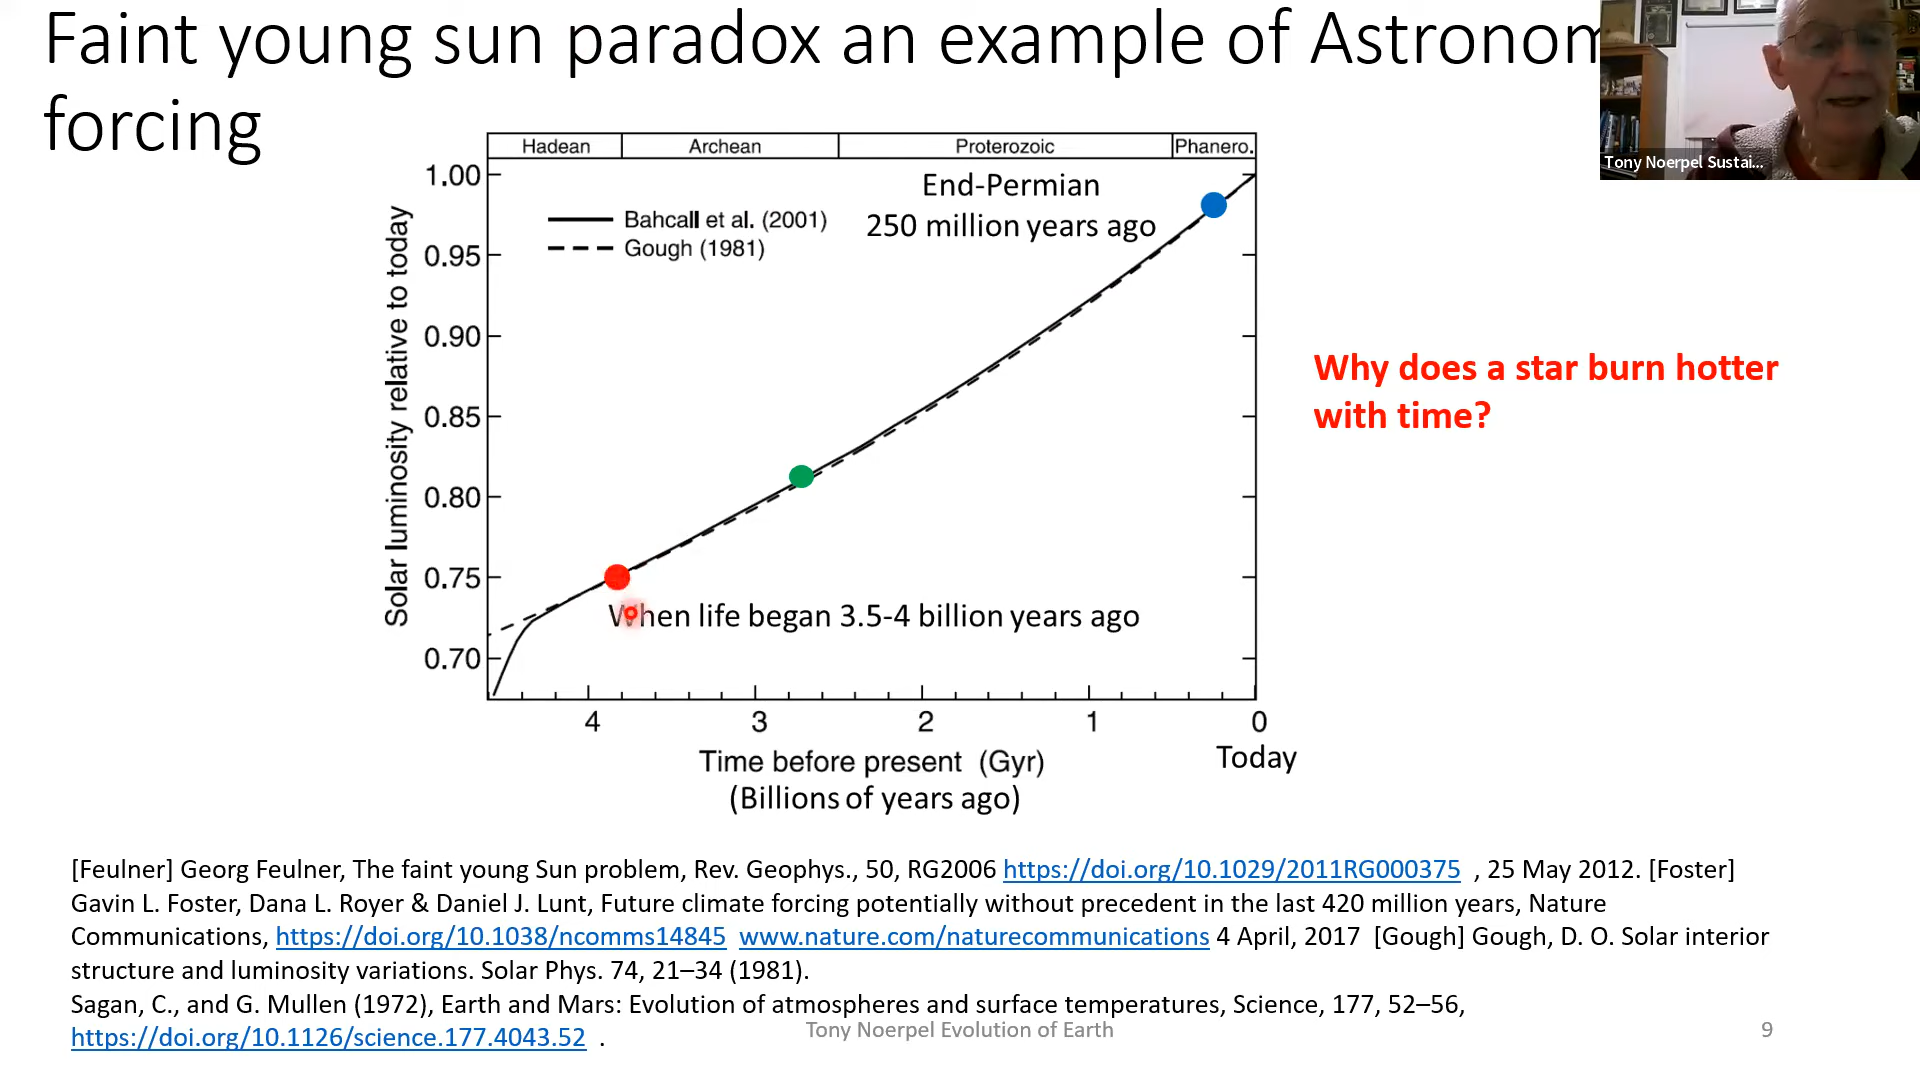 Faint young sun paradox an example of Astronom
forcing
Tony Noerpel Sustai...
Hadean
Archean
Proterozoic
Phanero.
1.00
End-Permian
250 million years ago
Bahcall et al. (2001)
Gough (1981)
Solar luminosity relative to today
0.95
0.90
0.85
0.80
0.75
0.70
Why does a star burn hotter
with time?
When life began 3.5-4 billion years ago
4
3
2
1
0
Today
Time before present (Gyr)
(Billions of years ago)
[Feulner] Georg Feulner, The faint young Sun problem, Rev. Geophys., 50, RG2006 https://doi.org/10.1029/2011RG000375 , 25 May 2012. [Foster]
Gavin L. Foster, Dana L. Royer & Daniel J. Lunt, Future climate forcing potentially without precedent in the last 420 million years, Nature
Communications, https://doi.org/10.1038/ncomms14845 www.nature.com/naturecommunications 4 April, 2017 [Gough] Gough, D. O. Solar interior
structure and luminosity variations. Solar Phys. 74, 21–34 (1981).
Sagan, C., and G. Mullen (1972), Earth and Mars: Evolution of atmospheres and surface temperatures, Science, 177, 52–56,
https://doi.org/10.1126/science.177.4043.52 .
Tony Noerpel Evolution of Earth
9